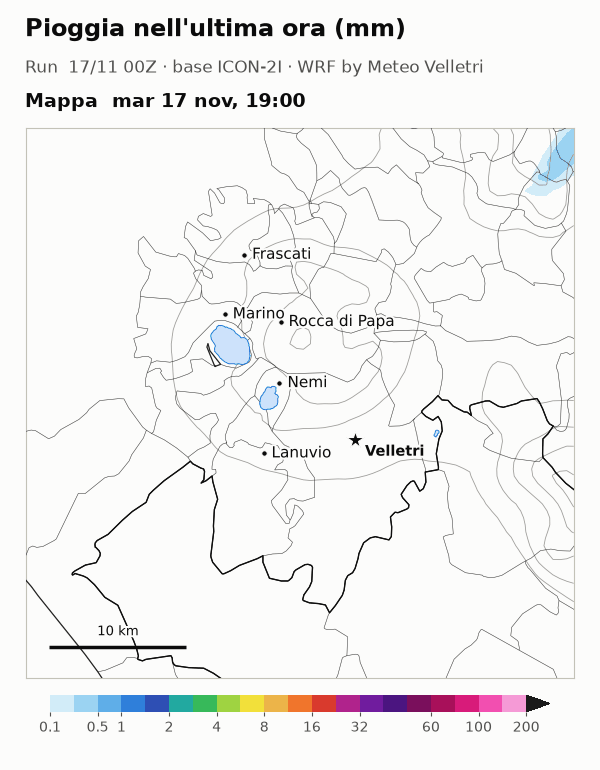 Pioggia nell'ultima ora (mm)
Run  17/11 00Z · base ICON-2I · WRF by Meteo Velletri
Mappa  mar 17 nov, 19:00
Frascati
Marino
Rocca di Papa
Nemi
Velletri
Lanuvio
10 km
0.1 0.5 1 2 4 8 16 32 60 100 200